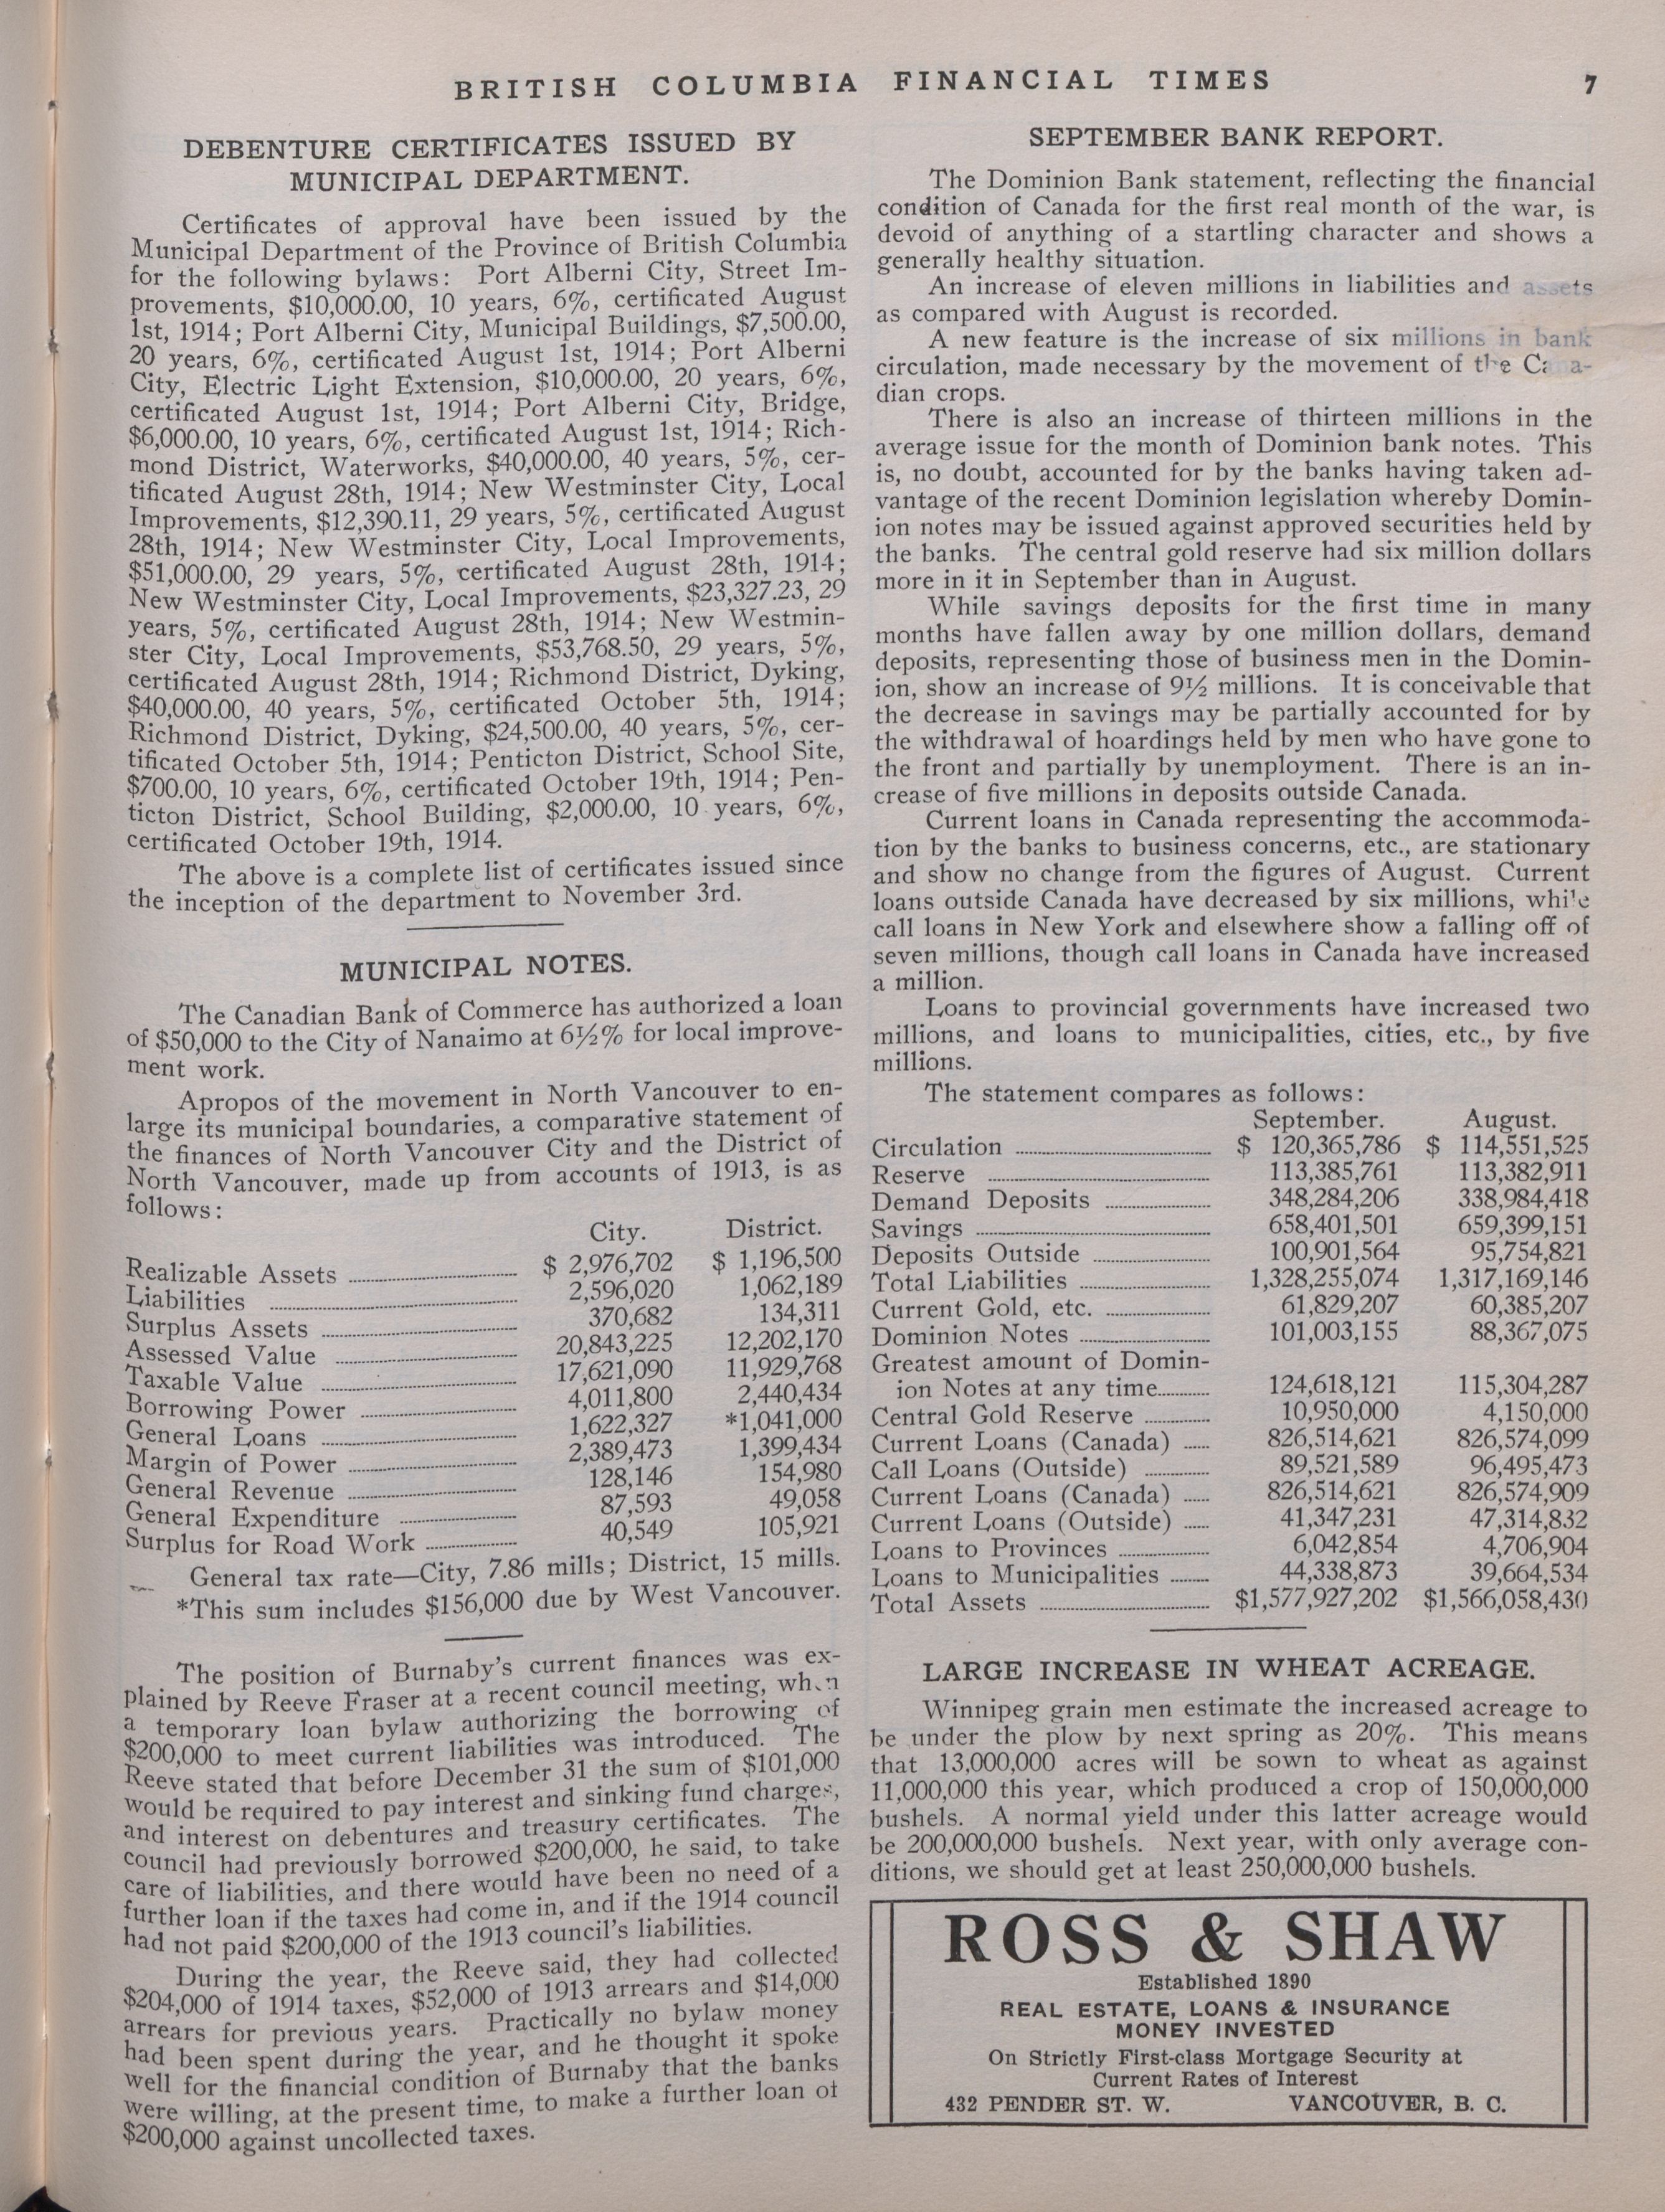 BRITISH COLUMBIA FINANCIAL TIMES 7
DEBENTURE CERTIFICATES ISSUED BY
MUNICIPAL DEPARTMENT.
Certificates of approval have been issued by the
Municipal Department of the Province of British Columbia
for the following bylaws: Port Alberni City, Street Im-
provements, $10,000.00, 10 years, 6%, certificated August
1st, 1914; Port Alberni City, Municipal Buildings, $7,500.00,
20 years, 6%, certificated August 1st, 1914; Port Alberni
City, Electric Light Extension, $10,000.00, 20 years, 6%,
certificated August 1st, 1914; Port Alberni City, Bridge,
$6,000.00, 10 years, 6%, certificated August 1st, 1914; Rich-
mond District, Waterworks, $40,000.00, 40 years, 5%, cer-
tificated August 28th, 1914; New Westminster City, Local
Improvements, $12,390.11, 29 years, 5%, certificated August
28th, 1914; New Westminster City, Local Improvements,
$51,000.00, 29 years, 5%, certificated August 28th, 1914;
New Westminster City, Local Improvements, $23,327.23, 29
years, 5%, certificated August 28th, 1914; New Westmin-
ster City, Local Improvements, $53,768.50, 29 years, 5%,
certificated August 28th, 1914; Richmond District, Dyking,
$40,000.00, 40 years, 5%, certificated October 5th, 1914;
Richmond District, Dyking, $24,500.00, 40 years, 5%, cer-
tificated October 5th, 1914; Penticton District, School Site,
$700.00, 10 years, 6%, certificated October 19th, 1914; Pen-
ticton District, School Building, $2,000.00, 10 years, 6%,
certificated October 19th, 1914.
The above is a complete list of certificates issued since
the inception of the department to November 3rd.
MUNICIPAL NOTES.
The Canadian Bank of Commerce has authorized a loan
of $50,000 to the City of Nanaimo at 6½% for local improve-
ment work.
Apropos of the movement in North Vancouver to en-
large its municipal boundaries, a comparative statement of
the finances of North Vancouver City and the District of
North Vancouver, made up from accounts of 1913, is as
follows:
City. District.
Realizable Assets $ 2,976,702 $ 1,196,500
Liabilities 2,596,020 1,062,189
Surplus Assets 370,682 134,311
Assessed Value 20,843,225 12,202,170
Taxable Value 17,621,090 11,929,768
Borrowing Power 4,011,800 2,440,434
General Loans 1,622,327 *1,041,000
Margin of Power 2,389,473 1,399,434
General Revenue 128,146 154,980
General Expenditure 87,593 49,058
Surplus for Road Work 40,549 105,921
General tax rate—City, 7.86 mills; District, 15 mills.
*This sum includes $156,000 due by West Vancouver.
The position of Burnaby's current finances was ex-
plained by Reeve Fraser at a recent council meeting, when
a temporary loan bylaw authorizing the borrowing of
$200,000 to meet current liabilities was introduced. The
Reeve stated that before December 31 the sum of $101,000
would be required to pay interest and sinking fund charges,
and interest on debentures and treasury certificates. The
council had previously borrowed $200,000, he said, to take
care of liabilities, and there would have been no need of a
further loan if the taxes had come in, and if the 1914 council
had not paid $200,000 of the 1913 council's liabilities.
During the year, the Reeve said, they had collected
$204,000 of 1914 taxes, $52,000 of 1913 arrears and $14,000
arrears for previous years. Practically no bylaw money
had been spent during the year, and he thought it spoke
well for the financial condition of Burnaby that the banks
were willing, at the present time, to make a further loan of
$200,000 against uncollected taxes.
SEPTEMBER BANK REPORT.
The Dominion Bank statement, reflecting the financial
condition of Canada for the first real month of the war, is
devoid of anything of a startling character and shows a
generally healthy situation.
An increase of eleven millions in liabilities and assets
as compared with August is recorded.
A new feature is the increase of six millions in bank
circulation, made necessary by the movement of the Cana-
dian crops.
There is also an increase of thirteen millions in the
average issue for the month of Dominion bank notes. This
is, no doubt, accounted for by the banks having taken ad-
vantage of the recent Dominion legislation whereby Domin-
ion notes may be issued against approved securities held by
the banks. The central gold reserve had six million dollars
more in it in September than in August.
While savings deposits for the first time in many
months have fallen away by one million dollars, demand
deposits, representing those of business men in the Domin-
ion, show an increase of 9½ millions. It is conceivable that
the decrease in savings may be partially accounted for by
the withdrawal of hoardings held by men who have gone to
the front and partially by unemployment. There is an in-
crease of five millions in deposits outside Canada.
Current loans in Canada representing the accommoda-
tion by the banks to business concerns, etc., are stationary
and show no change from the figures of August. Current
loans outside Canada have decreased by six millions, while
call loans in New York and elsewhere show a falling off of
seven millions, though call loans in Canada have increased
a million.
Loans to provincial governments have increased two
millions, and loans to municipalities, cities, etc., by five
millions.
The statement compares as follows:
September. August.
Circulation $ 120,365,786 $ 114,551,525
Reserve 113,385,761 113,382,911
Demand Deposits 348,284,206 338,984,418
Savings 658,401,501 659,399,151
Deposits Outside 100,901,564 95,754,821
Total Liabilities 1,328,255,074 1,317,169,146
Current Gold, etc. 61,829,207 60,385,207
Dominion Notes 101,003,155 88,367,075
Greatest amount of Domin-
ion Notes at any time 124,618,121 115,304,287
Central Gold Reserve 10,950,000 4,150,000
Current Loans (Canada) 826,514,621 826,574,099
Call Loans (Outside) 89,521,589 96,495,473
Current Loans (Canada) 826,514,621 826,574,909
Current Loans (Outside) 41,347,231 47,314,832
Loans to Provinces 6,042,854 4,706,904
Loans to Municipalities 44,338,873 39,664,534
Total Assets $1,577,927,202 $1,566,058,430
LARGE INCREASE IN WHEAT ACREAGE.
Winnipeg grain men estimate the increased acreage to
be under the plow by next spring as 20%. This means
that 13,000,000 acres will be sown to wheat as against
11,000,000 this year, which produced a crop of 150,000,000
bushels. A normal yield under this latter acreage would
be 200,000,000 bushels. Next year, with only average con-
ditions, we should get at least 250,000,000 bushels.
ROSS & SHAW
Established 1890
REAL ESTATE, LOANS & INSURANCE
MONEY INVESTED
On Strictly First-class Mortgage Security at
Current Rates of Interest
432 PENDER ST. W. VANCOUVER, B. C.